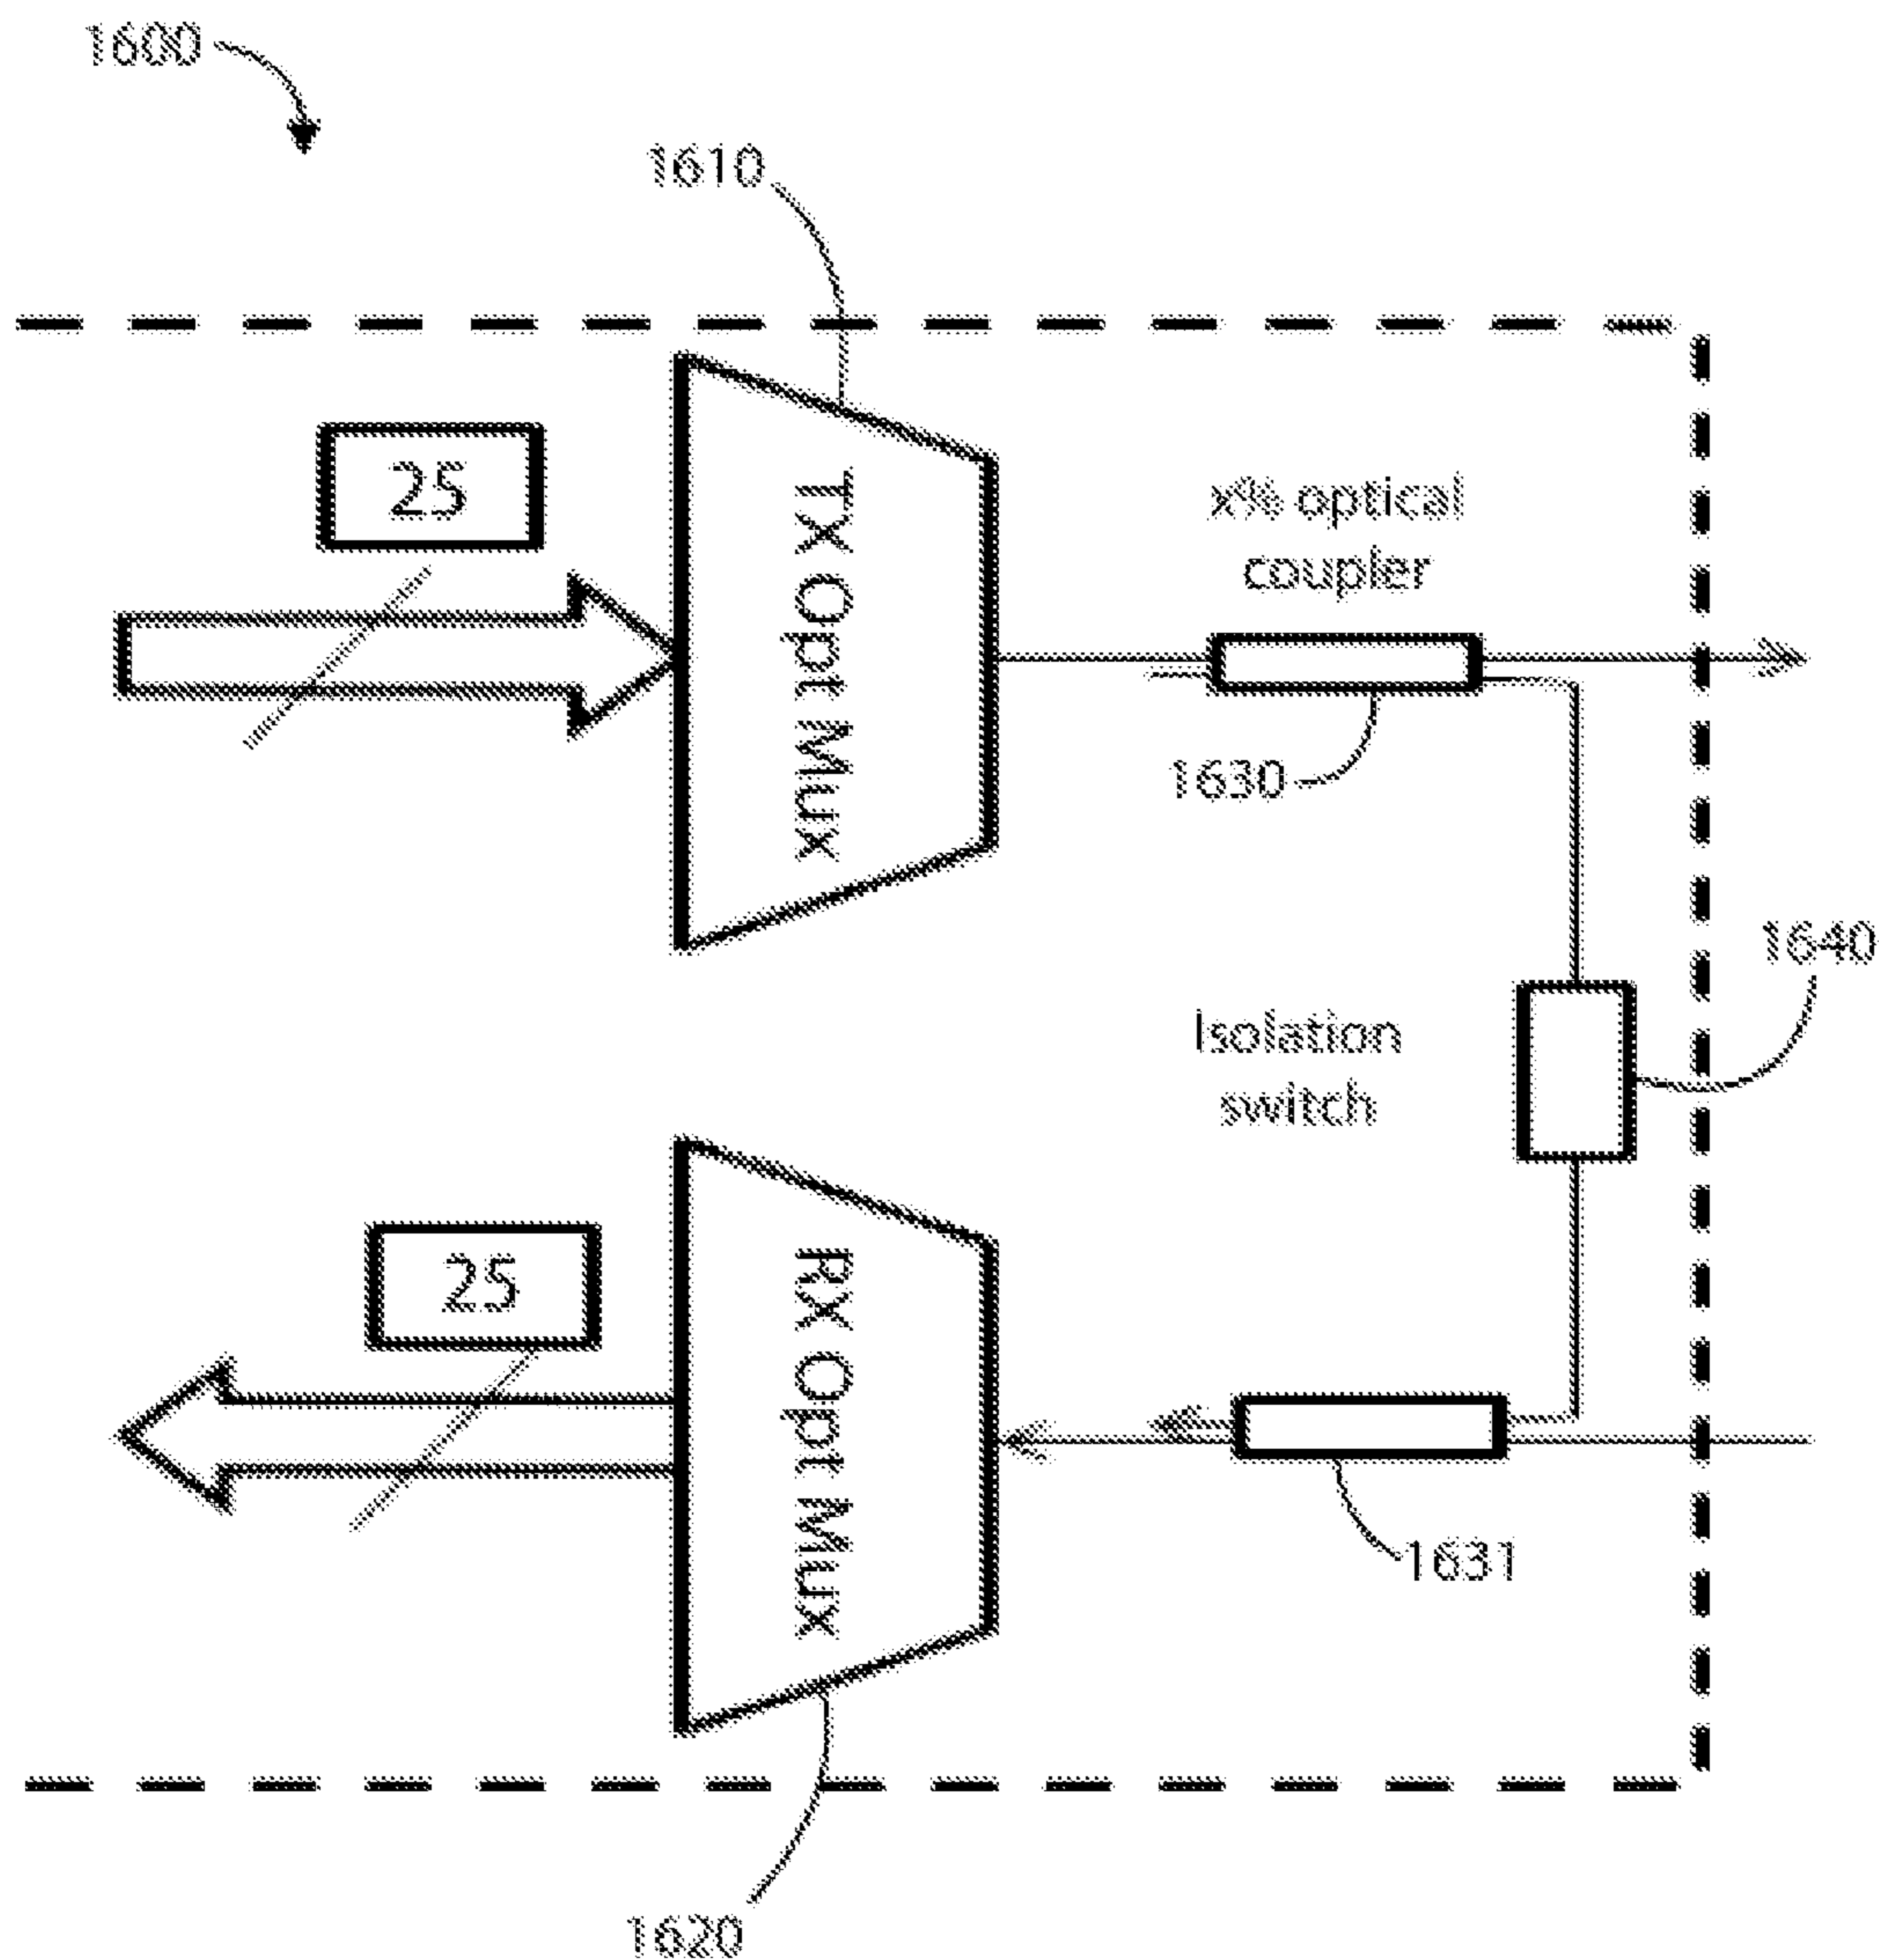 1600
1610
25
TX Opt Mux
x% optical
coupler
1630
1640
Isolation
switch
25
RX Opt Mux
1631
1620